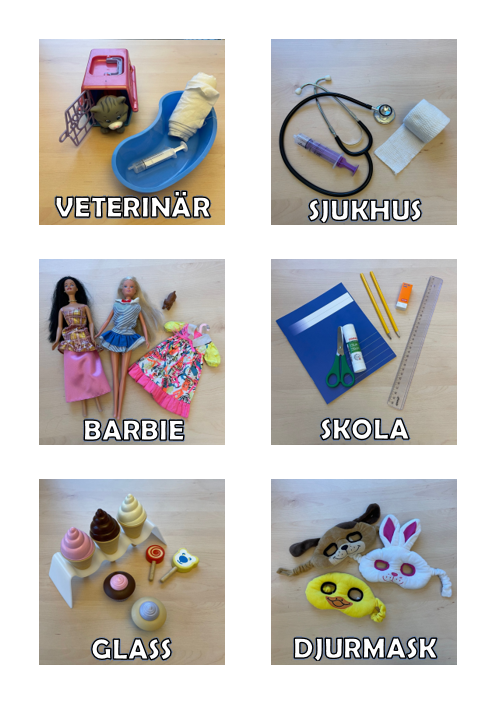 VETERINÄR
SJUKHUS
BARBIE
SKOLA
GLASS
DJURMASK